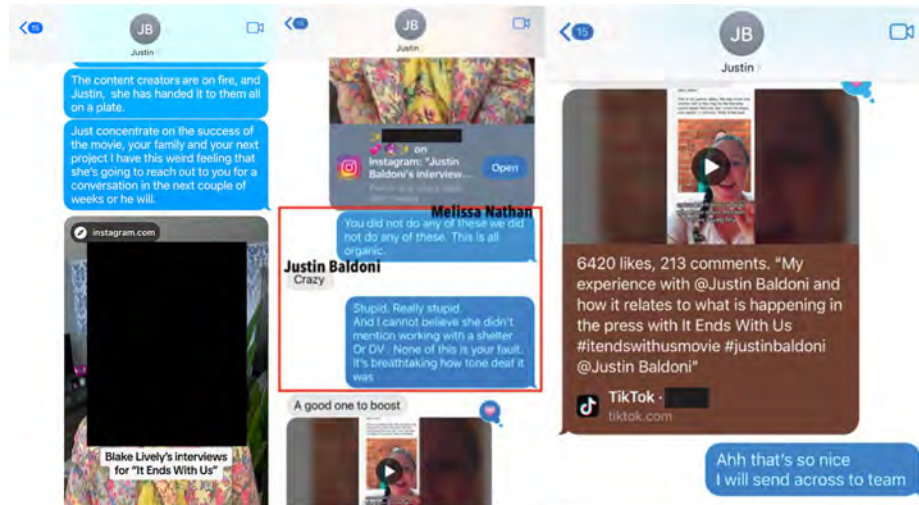 15
JB
Justin
The content creators are on fire, and
Justin, she has handed it to them all
on a plate.
Just concentrate on the success of
the movie, your family and your next
project I have this weird feeling that
she's going to reach out to you for a
conversation in the next couple of
weeks or he will.
instagram.com
Blake Lively's interviews
for "It Ends With Us"
15
JB
Justin
on
Instagram: "Justin
Baldoni's interview...
Open
Melissa Nathan
You did not do any of these we did
not do any of these. This is all
organic.
Justin Baldoni
Crazy
Stupid. Really stupid.
And I cannot believe she didn't
mention working with a shelter
Or DV . None of this is your fault.
It's breathtaking how tone deaf it
was
A good one to boost
15
JB
Justin
6420 likes, 213 comments. "My
experience with @Justin Baldoni and
how it relates to what is happening in
the press with It Ends With Us
#itendswithusmovie #justinbaldoni
@Justin Baldoni"
TikTok ·
tiktok.com
Ahh that's so nice
I will send across to team